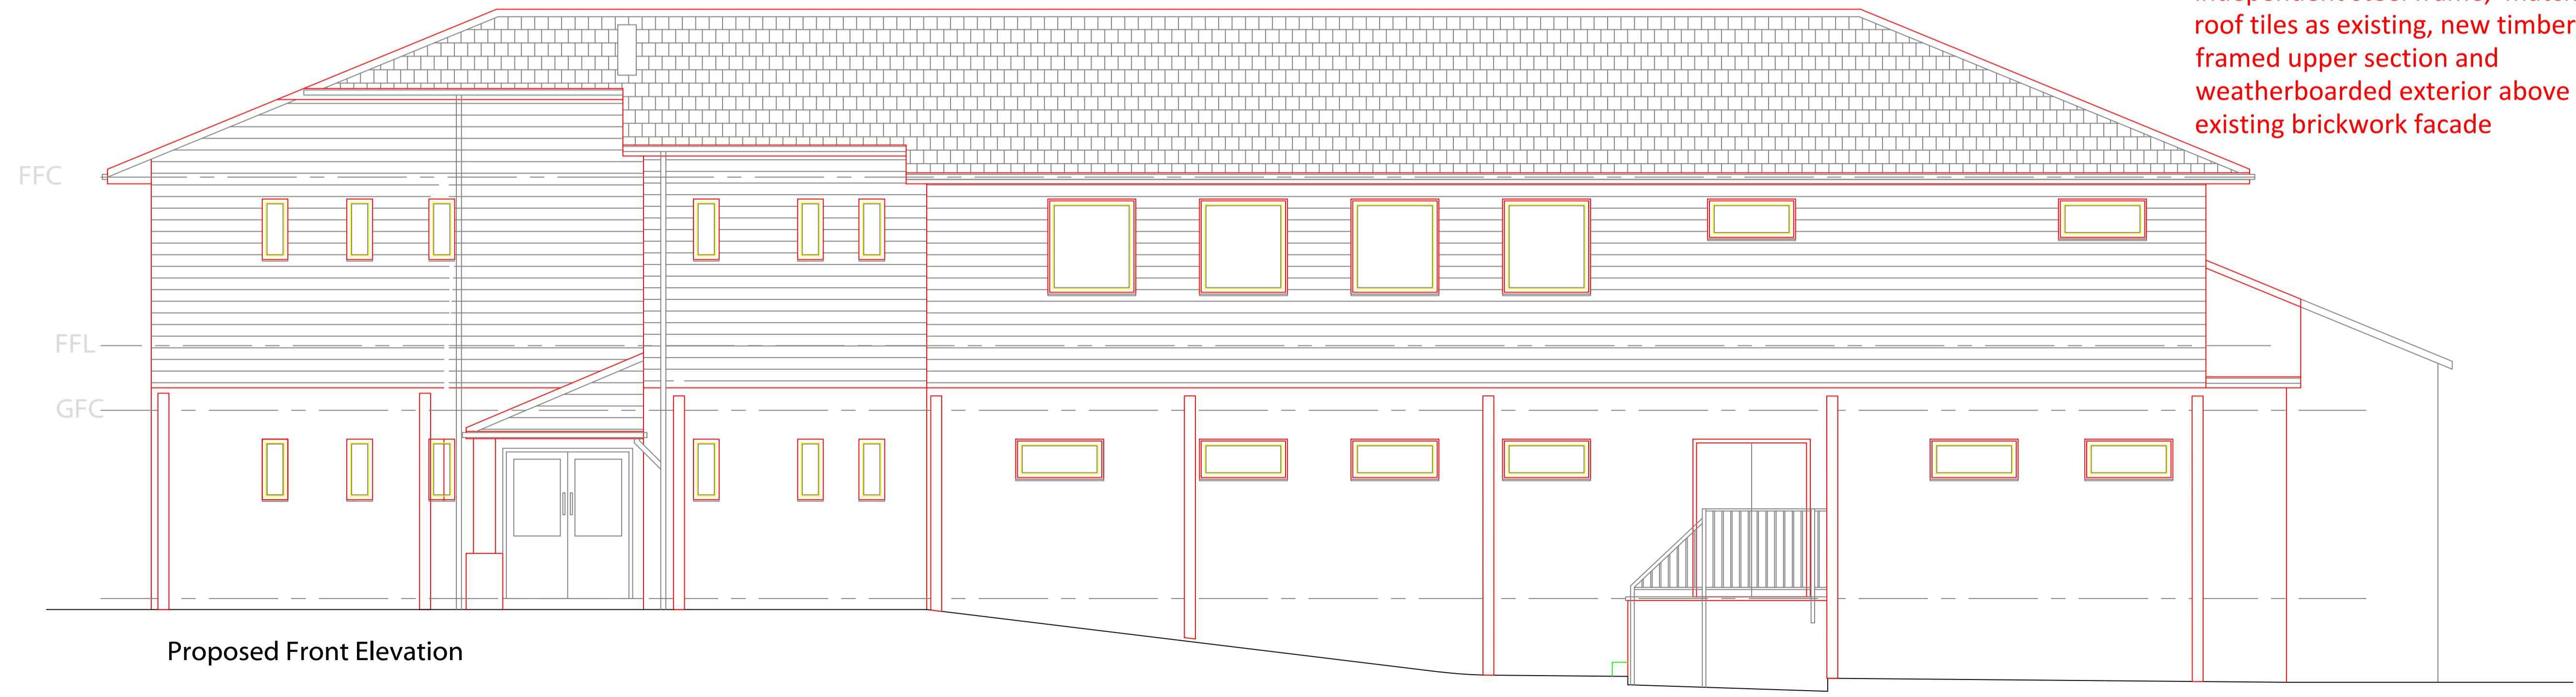 roof tiles as existing, new timber
framed upper section and
weatherboarded exterior above
existing brickwork facade
FFC
FFL
GFC
Proposed Front Elevation